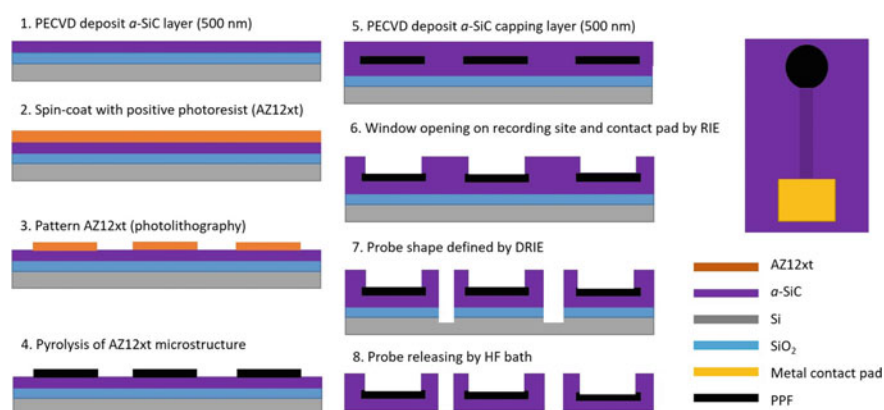 1. PECVD deposit a-SiC layer (500 nm)
2. Spin-coat with positive photoresist (AZ12xt)
3. Pattern AZ12xt (photolithography)
4. Pyrolysis of AZ12xt microstructure
5. PECVD deposit a-SiC capping layer (500 nm)
6. Window opening on recording site and contact pad by RIE
7. Probe shape defined by DRIE
8. Probe releasing by HF bath
AZ12xt
a-SiC
Si
SiO₂
Metal contact pad
PPF